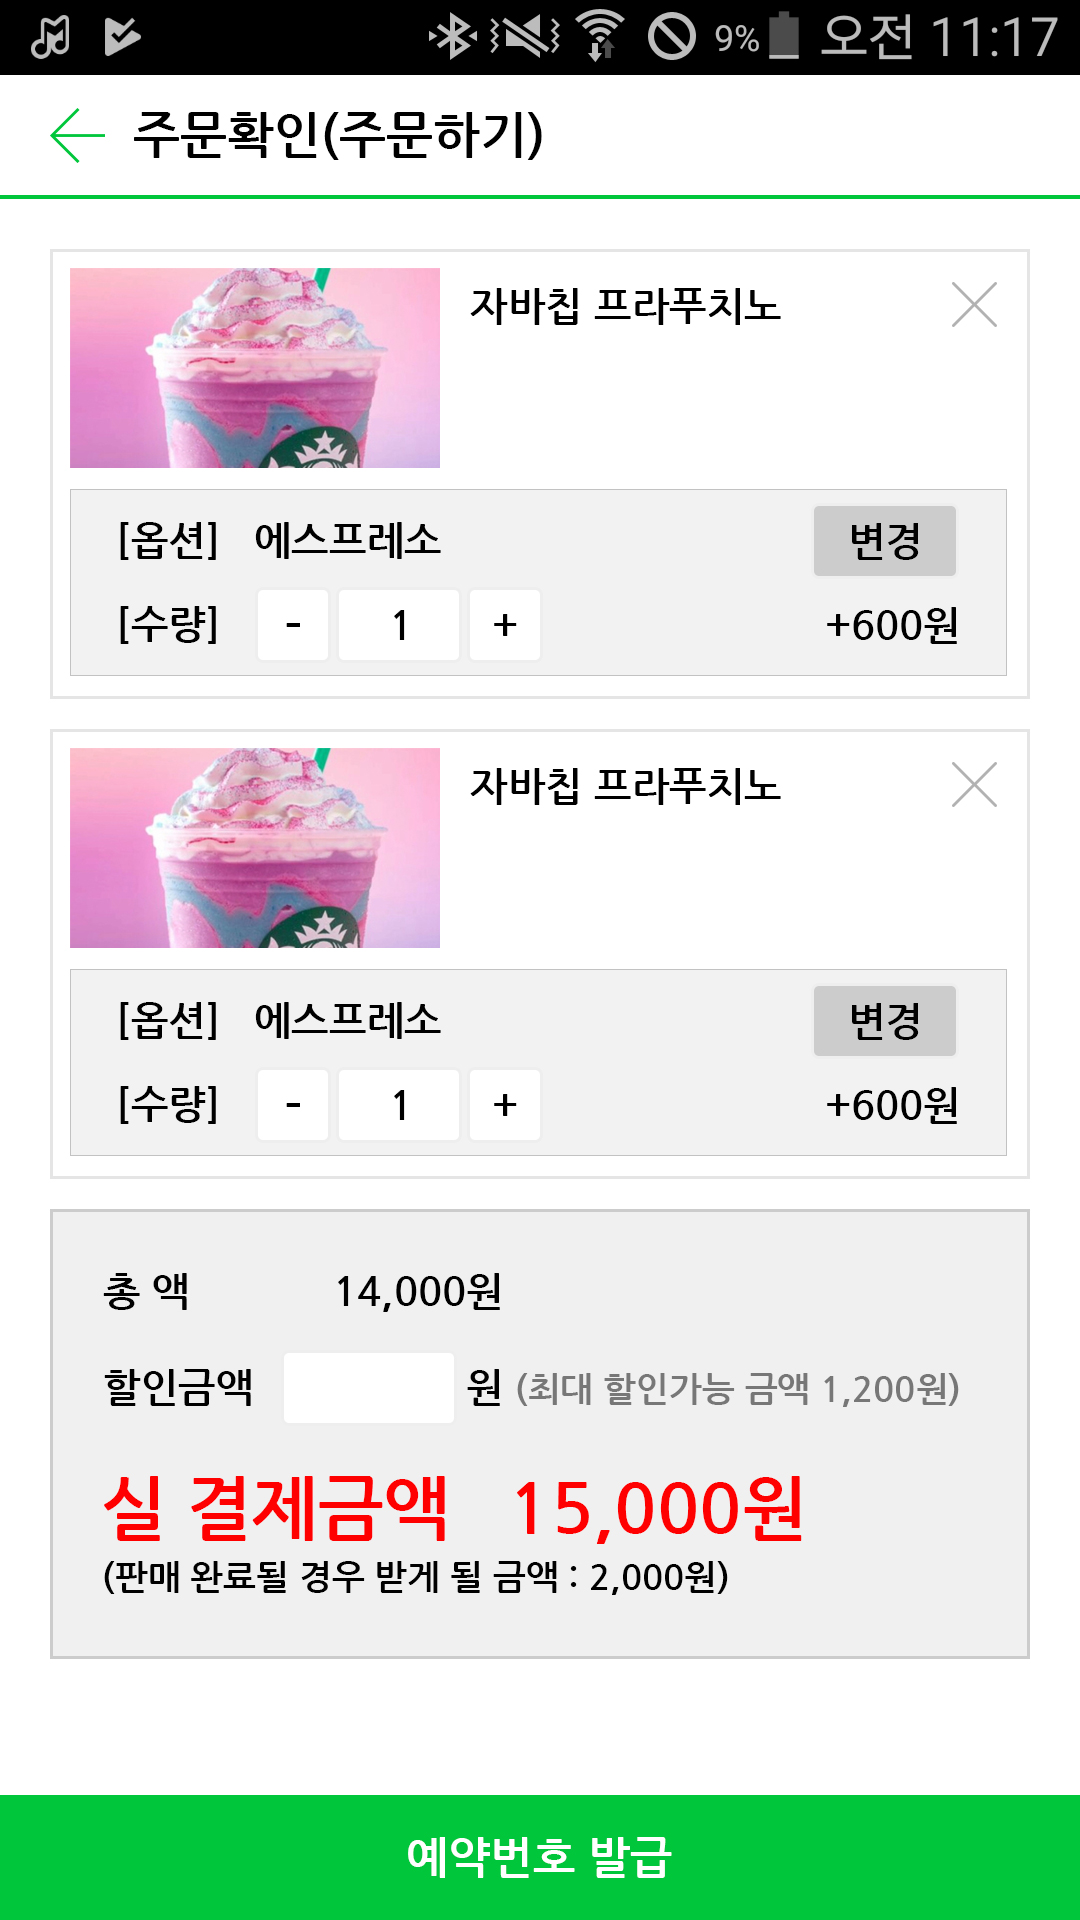 9% 오전 11:17
주문확인(주문하기)
자바칩 프라푸치노
[옵션] 에스프레소 변경
[수량] - 1 + +600원
자바칩 프라푸치노
[옵션] 에스프레소 변경
[수량] - 1 + +600원
총 액 14,000원
할인금액 원 (최대 할인가능 금액 1,200원)
실 결제금액 15,000원
(판매 완료될 경우 받게 될 금액 : 2,000원)
예약번호 발급